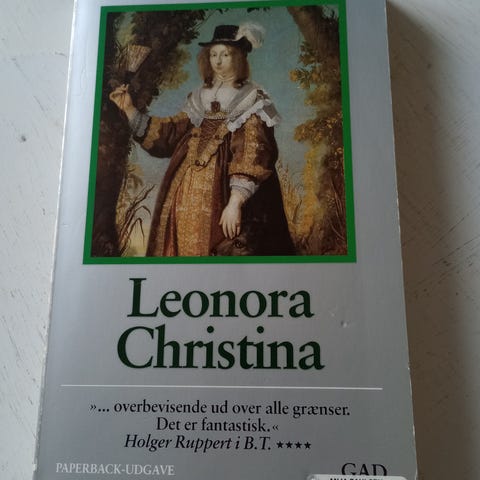 Leonora
Christina
»... overbevisende ud over alle grænser.
Det er fantastisk.«
Holger Ruppert i B.T. ★★★★
PAPERBACK-UDGAVE
GAD